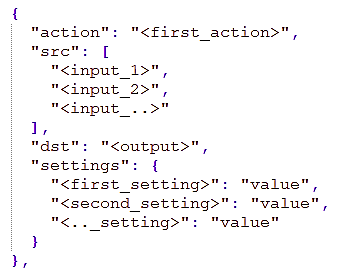 {
  "action": "<first_action>",
  "src": [
    "<input_1>",
    "<input_2>",
    "<input_..>"
  ],
  "dst": "<output>",
  "settings": {
    "<first_setting>": "value",
    "<second_setting>": "value",
    "<.._setting>": "value"
  }
},